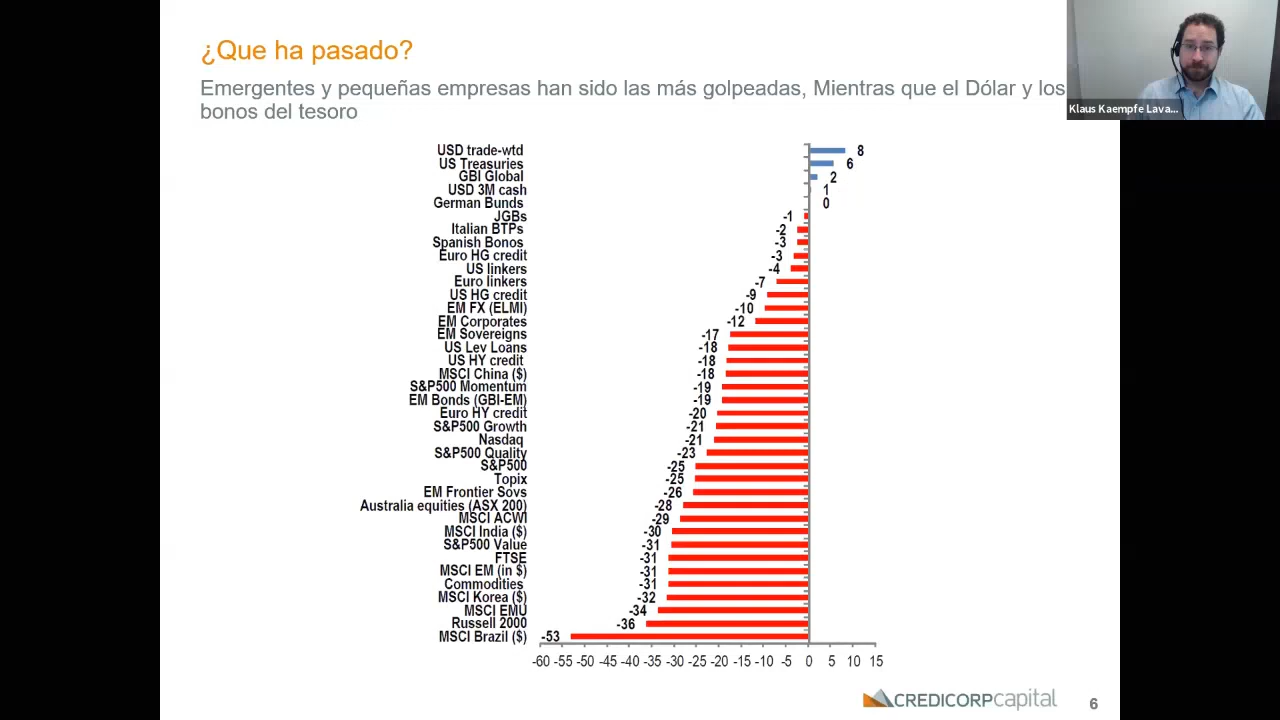 ¿Que ha pasado?
Emergentes y pequeñas empresas han sido las más golpeadas, Mientras que el Dólar y los
bonos del tesoro
Klaus Kaempfe Lava...
USD trade-wtd 8
US Treasuries 6
GBI Global 2
USD 3M cash 1
German Bunds 0
JGBs -1
Italian BTPs -2
Spanish Bonos -3
Euro HG credit -3
US linkers -4
Euro linkers -7
US HG credit -9
EM FX (ELMI) -10
EM Corporates -12
EM Sovereigns -17
US Lev Loans -18
US HY credit -18
MSCI China ($) -18
S&P500 Momentum -19
EM Bonds (GBI-EM) -19
Euro HY credit -20
S&P500 Growth -21
Nasdaq -21
S&P500 Quality -23
S&P500 -25
Topix -25
EM Frontier Sovs -26
Australia equities (ASX 200) -28
MSCI ACWI -29
MSCI India ($) -30
S&P500 Value -31
FTSE -31
MSCI EM (in $) -31
Commodities -31
MSCI Korea ($) -32
MSCI EMU -34
Russell 2000 -36
MSCI Brazil ($) -53
-60 -55 -50 -45 -40 -35 -30 -25 -20 -15 -10 -5 0 5 10 15
CREDICORPcapital 6